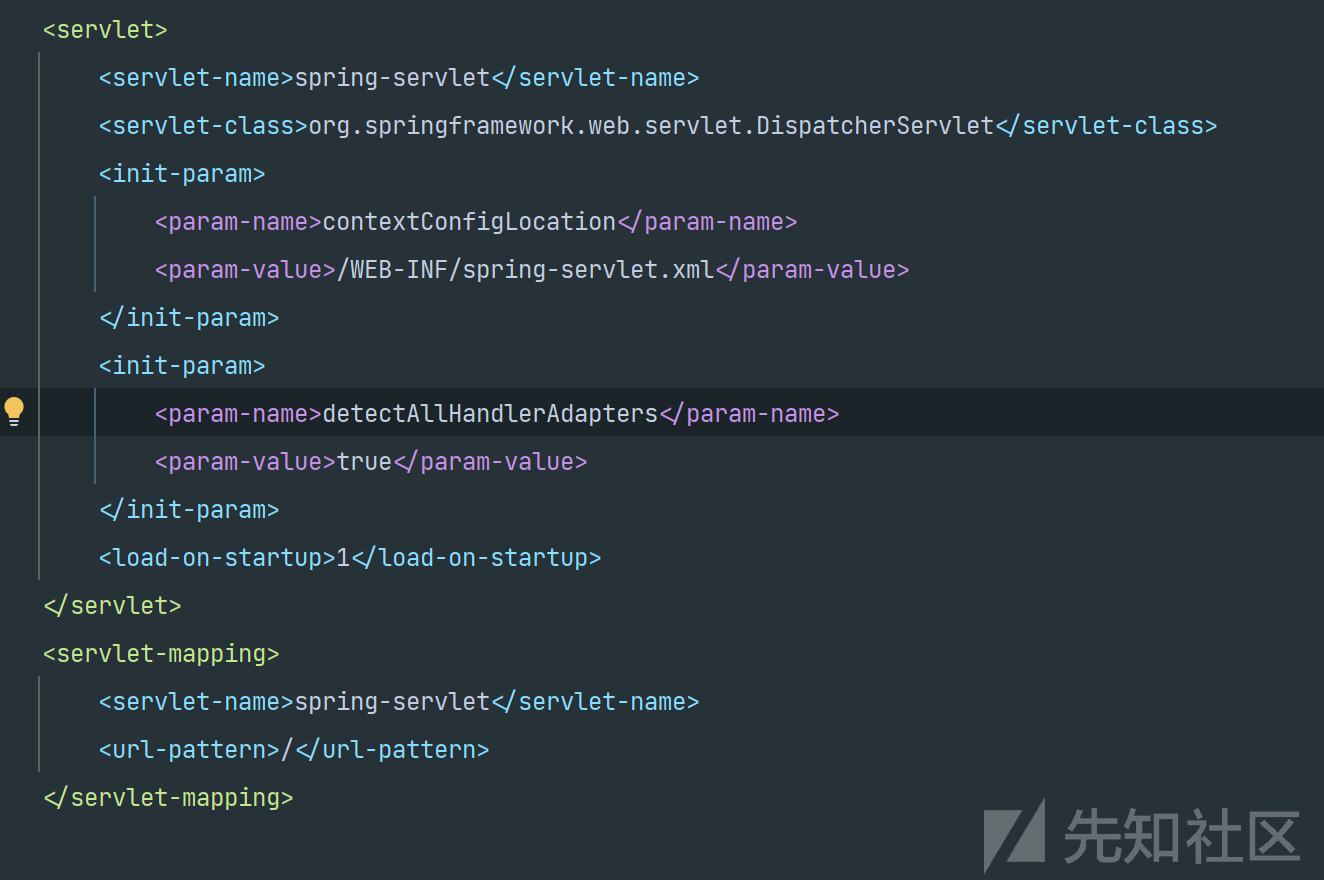 <servlet>
<servlet-name>spring-servlet</servlet-name>
<servlet-class>org.springframework.web.servlet.DispatcherServlet</servlet-class>
<init-param>
<param-name>contextConfigLocation</param-name>
<param-value>/WEB-INF/spring-servlet.xml</param-value>
</init-param>
<init-param>
<param-name>detectAllHandlerAdapters</param-name>
<param-value>true</param-value>
</init-param>
<load-on-startup>1</load-on-startup>
</servlet>
<servlet-mapping>
<servlet-name>spring-servlet</servlet-name>
<url-pattern>/</url-pattern>
</servlet-mapping>
先知社区